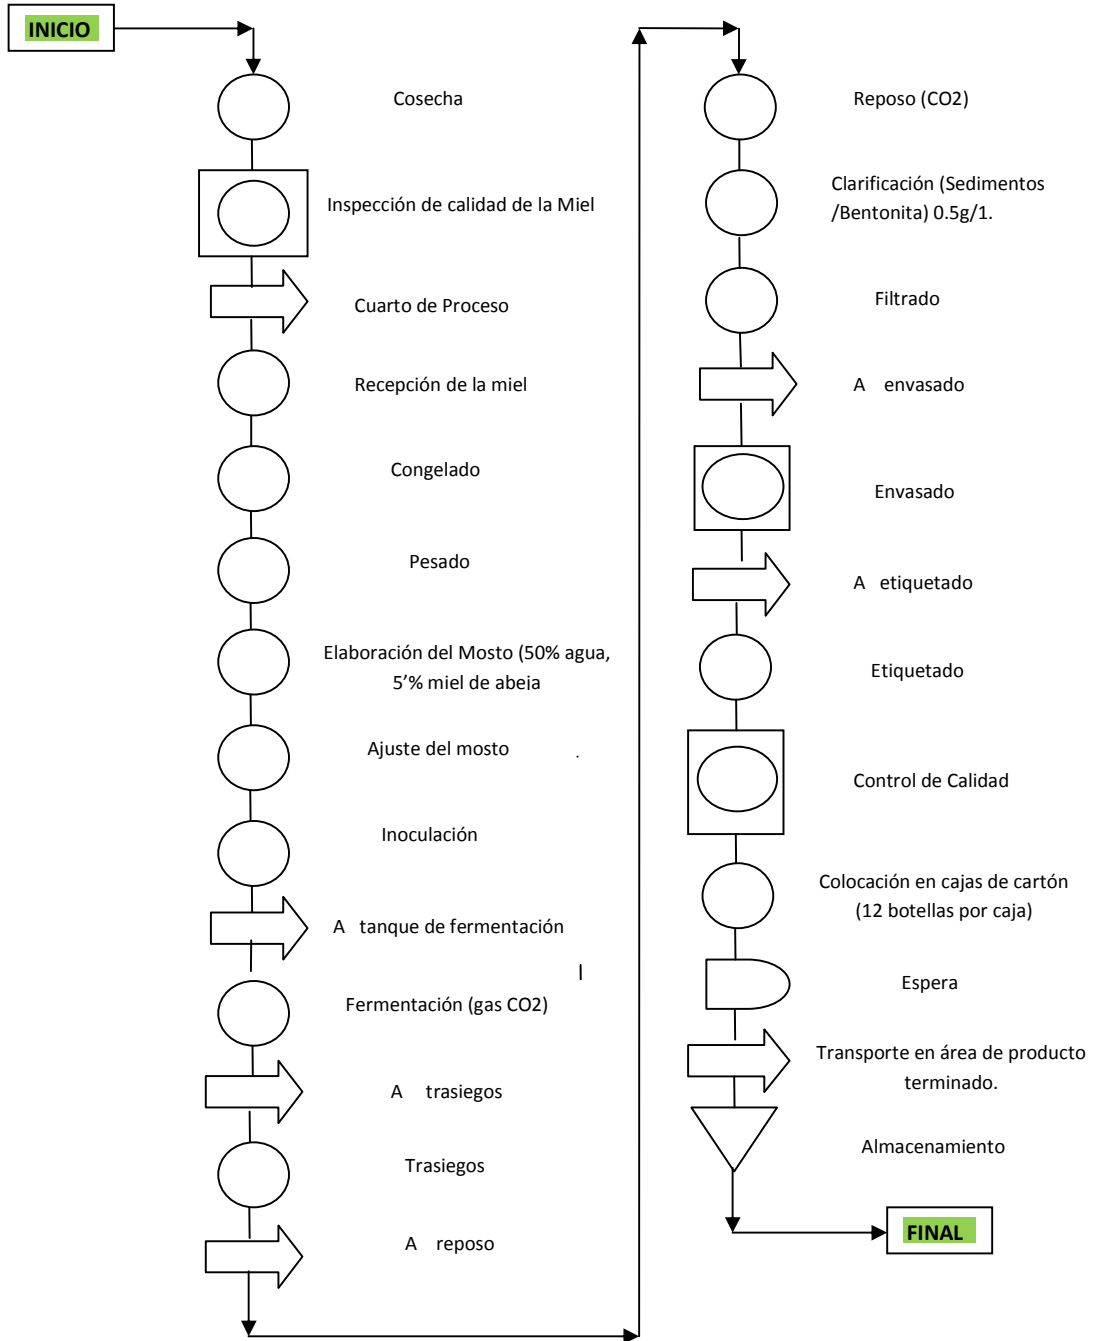 INICIO
Cosecha
Inspección de calidad de la Miel
Cuarto de Proceso
Recepción de la miel
Congelado
Pesado
Elaboración del Mosto (50% agua,
5'% miel de abeja
Ajuste del mosto
.
Inoculación
A tanque de fermentación
l
Fermentación (gas CO2)
A trasiegos
Trasiegos
A reposo
Reposo (CO2)
Clarificación (Sedimentos
/Bentonita) 0.5g/1.
Filtrado
A envasado
Envasado
A etiquetado
Etiquetado
Control de Calidad
Colocación en cajas de cartón
(12 botellas por caja)
Espera
Transporte en área de producto
terminado.
Almacenamiento
FINAL